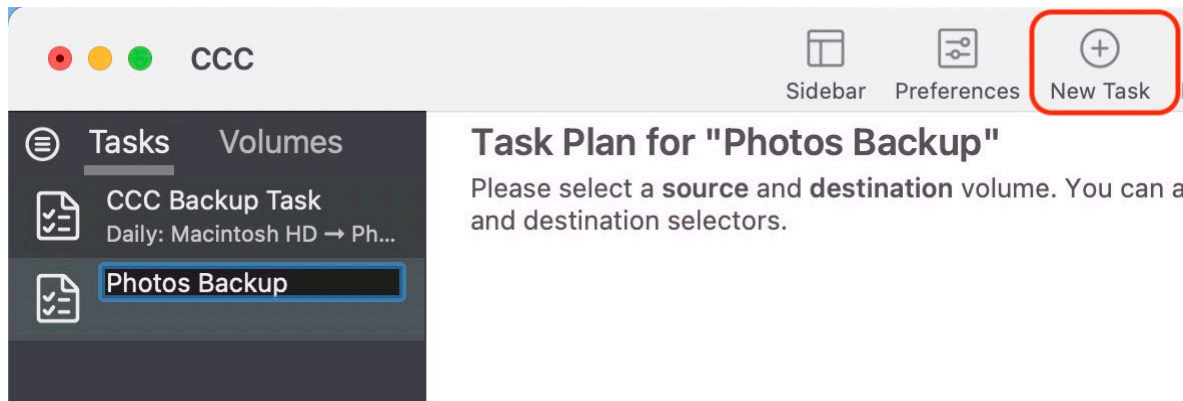 CCC
Sidebar
Preferences
New Task
Tasks
Volumes
CCC Backup Task
Daily: Macintosh HD → Ph...
Photos Backup
Task Plan for "Photos Backup"
Please select a source and destination volume. You can a
and destination selectors.